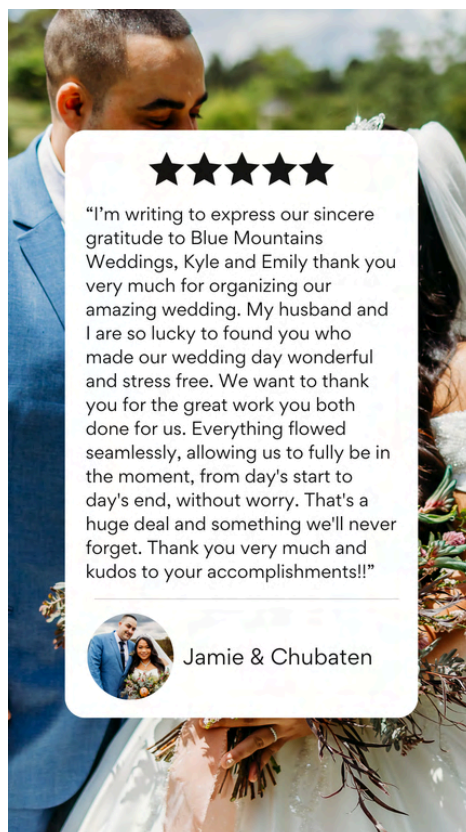 “I’m writing to express our sincere
gratitude to Blue Mountains
Weddings, Kyle and Emily thank you
very much for organizing our
amazing wedding. My husband and
I are so lucky to found you who
made our wedding day wonderful
and stress free. We want to thank
you for the great work you both
done for us. Everything flowed
seamlessly, allowing us to fully be in
the moment, from day's start to
day's end, without worry. That's a
huge deal and something we'll never
forget. Thank you very much and
kudos to your accomplishments!!”
Jamie & Chubaten